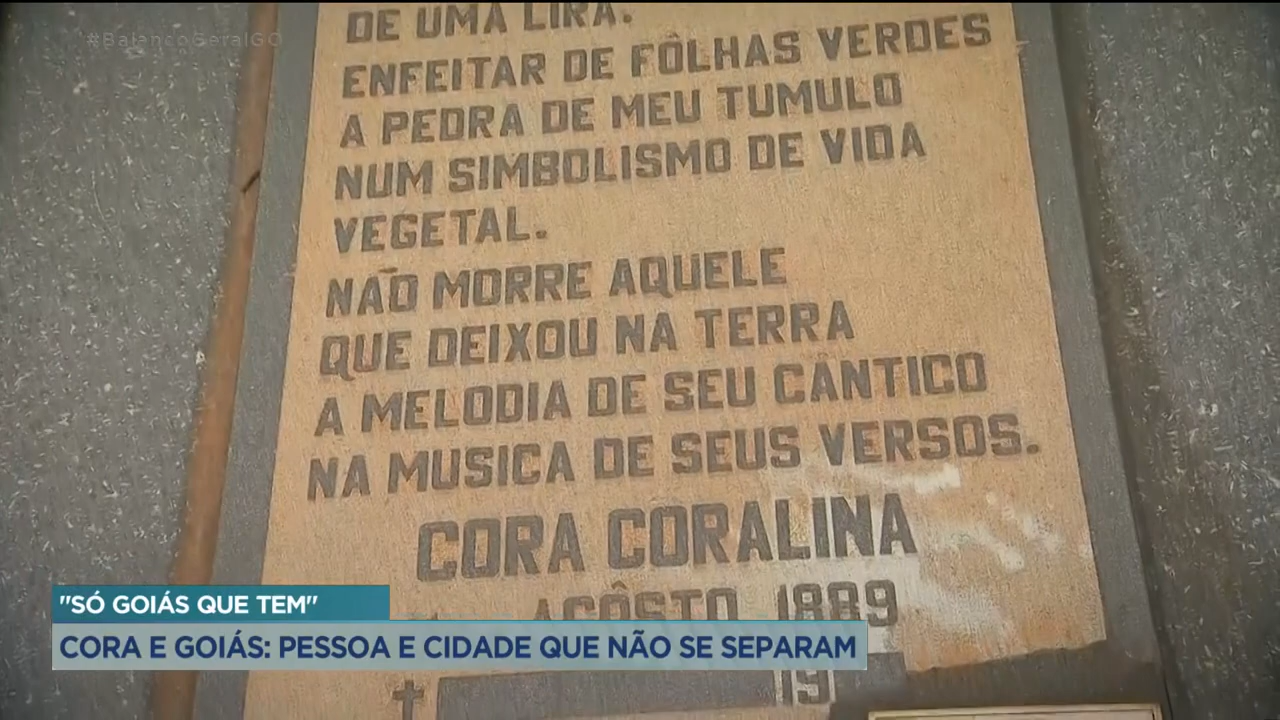 #BalançoGeralGO
DE UMA LIRA.
ENFEITAR DE FÔLHAS VERDES
A PEDRA DE MEU TUMULO
NUM SIMBOLISMO DE VIDA
VEGETAL.
NÃO MORRE AQUELE
QUE DEIXOU NA TERRA
A MELODIA DE SEU CÂNTICO
NA MUSICA DE SEUS VERSOS.
CORA CORALINA
AGÔSTO 1889
"SÓ GOIÁS QUE TEM"
CORA E GOIÁS: PESSOA E CIDADE QUE NÃO SE SEPARAM